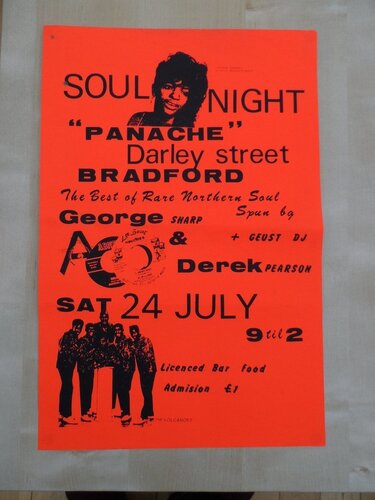 SOUL NIGHT
"PANACHE"
Darley street
BRADFORD
The Best of Rare Northern Soul
Spun bg
George SHARP
+ GEUST DJ
&
Derek PEARSON
SAT 24 JULY
9 til 2
Licenced Bar Food
Admision £1